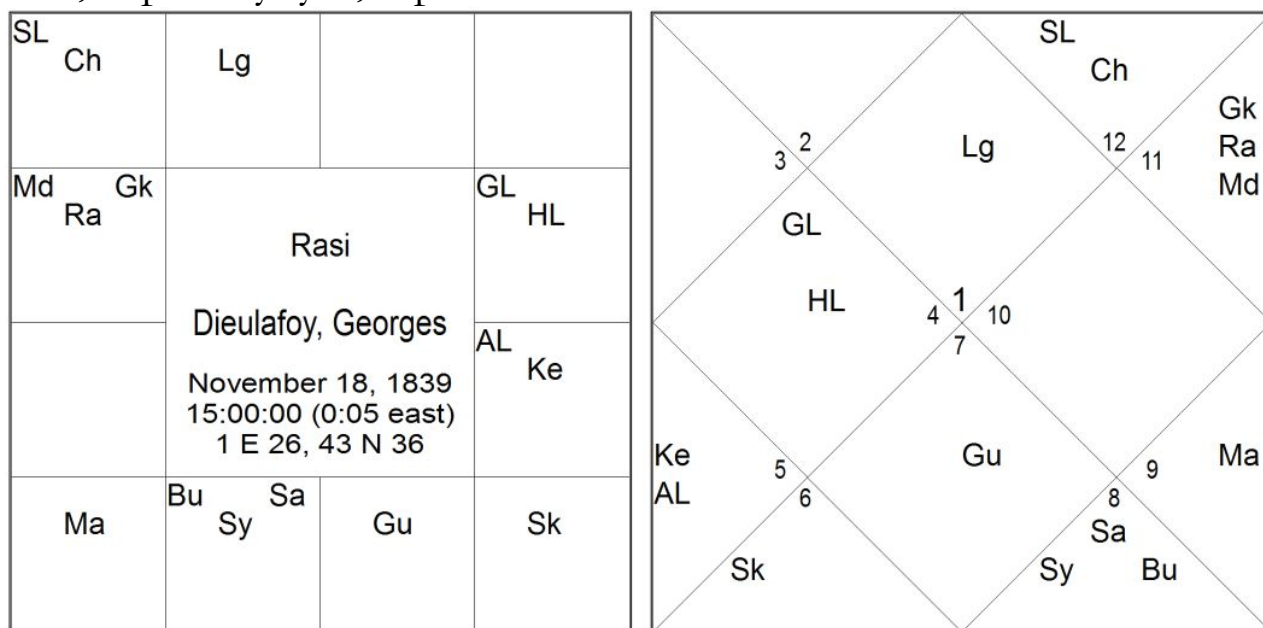 SL
Ch
Lg
Md Gk
Ra
GL
HL
Rasi
Dieulafoy, Georges
November 18, 1839
15:00:00 (0:05 east)
1 E 26, 43 N 36
AL
Ke
Ma
Bu Sa
Sy
Gu
Sk
SL
Ch
Gk
Ra
Md
Lg
2
3
12
11
GL
HL
4
1
10
7
Ke
AL
5
6
Gu
9
8
Ma
Sa
Sk
Sy
Bu